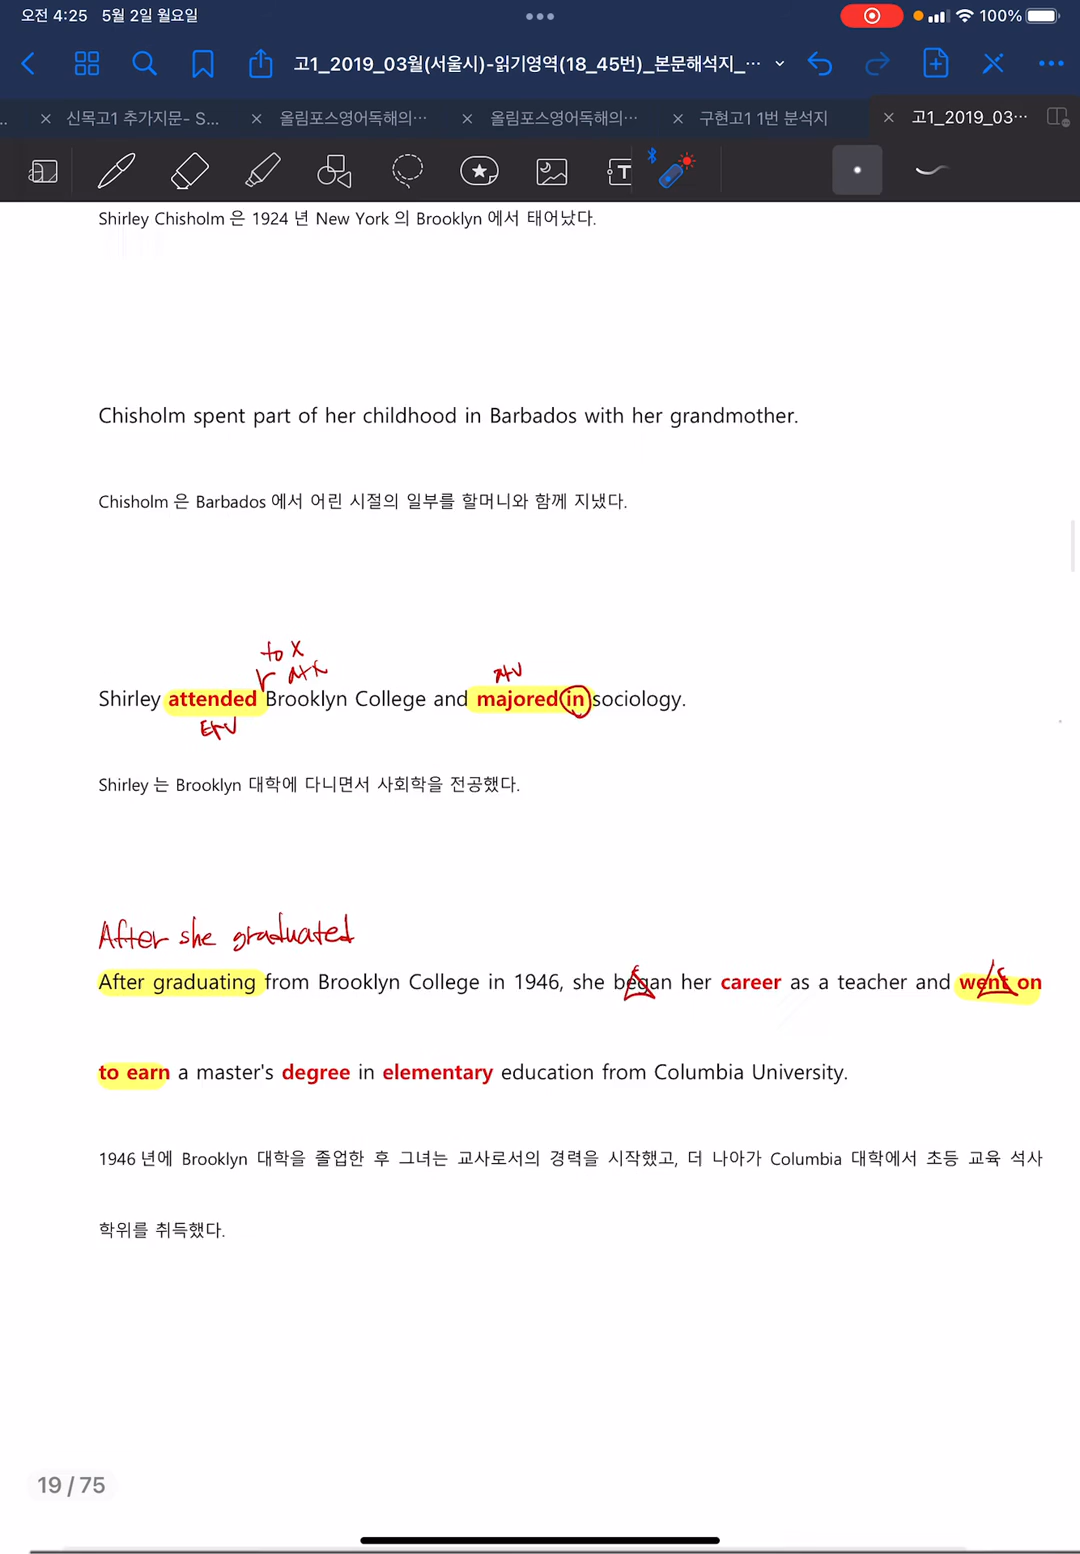 오전 4:25 5월 2일 월요일
100%
고1_2019_03월(서울시)-읽기영역(18_45번)_본문해석지_…
신목고1 추가지문- S...
올림포스영어독해의…
올림포스영어독해의…
구현고1 1번 분석지
고1_2019_03…
Shirley Chisholm 은 1924 년 New York 의 Brooklyn 에서 태어났다.
Chisholm spent part of her childhood in Barbados with her grandmother.
Chisholm 은 Barbados 에서 어린 시절의 일부를 할머니와 함께 지냈다.
to X
Shirley attended Brooklyn College and majored in sociology.
Shirley 는 Brooklyn 대학에 다니면서 사회학을 전공했다.
After she graduated
After graduating from Brooklyn College in 1946, she began her career as a teacher and went on
to earn a master's degree in elementary education from Columbia University.
1946 년에 Brooklyn 대학을 졸업한 후 그녀는 교사로서의 경력을 시작했고, 더 나아가 Columbia 대학에서 초등 교육 석사
학위를 취득했다.
19 / 75